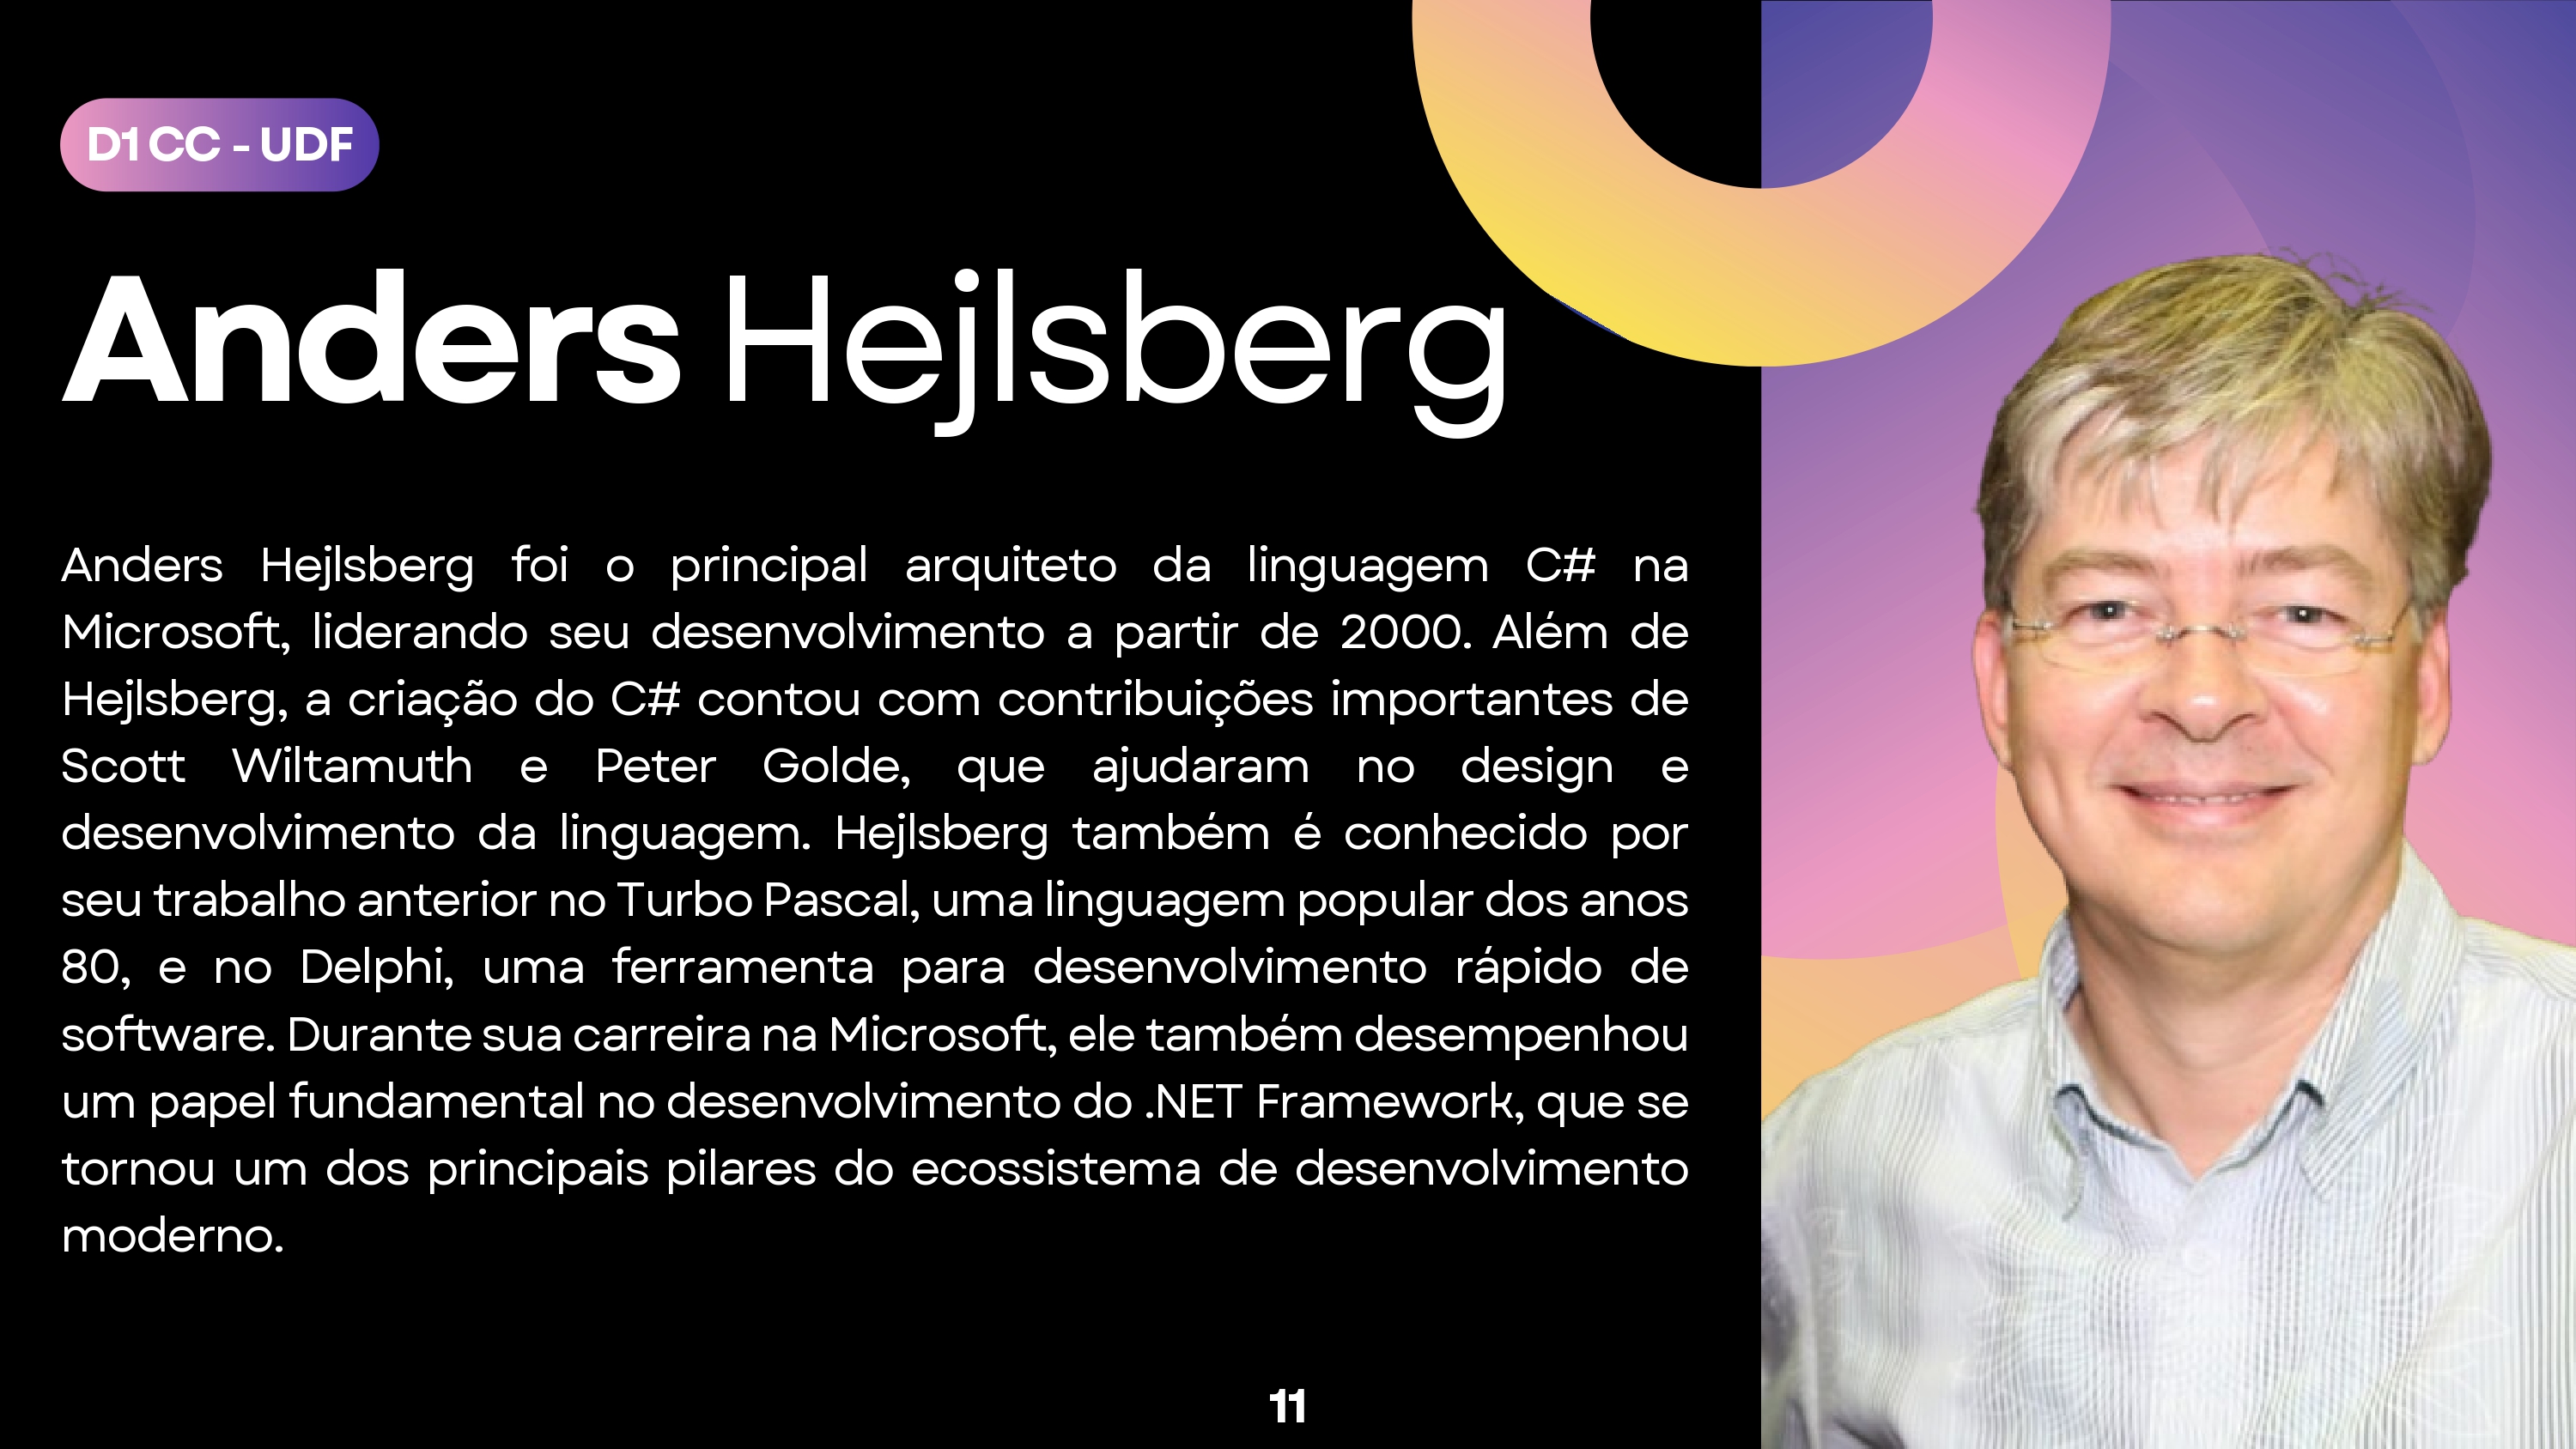 D1 CC - UDF
Anders Hejlsberg
Anders Hejlsberg foi o principal arquiteto da linguagem C# na
Microsoft, liderando seu desenvolvimento a partir de 2000. Além de
Hejlsberg, a criação do C# contou com contribuições importantes de
Scott Wiltamuth e Peter Golde, que ajudaram no design e
desenvolvimento da linguagem. Hejlsberg também é conhecido por
seu trabalho anterior no Turbo Pascal, uma linguagem popular dos anos
80, e no Delphi, uma ferramenta para desenvolvimento rápido de
software. Durante sua carreira na Microsoft, ele também desempenhou
um papel fundamental no desenvolvimento do .NET Framework, que se
tornou um dos principais pilares do ecossistema de desenvolvimento
moderno.
11